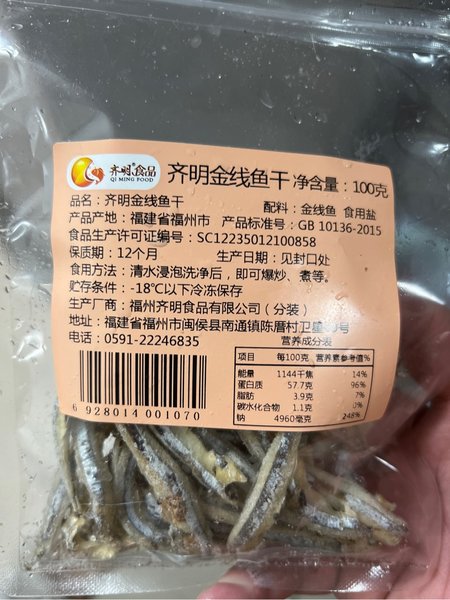 齐明®食品
QI MING FOOD
齐明金线鱼干 净含量：100克
品名：齐明金线鱼干 配料：金线鱼 食用盐
产品产地：福建省福州市 产品标准号：GB 10136-2015
食品生产许可证编号：SC12235012100858
保质期：12个月 生产日期：见封口处
食用方法：清水浸泡洗净后，即可爆炒、煮等。
贮存条件：-18℃以下冷冻保存
生产厂商：福州齐明食品有限公司（分装）
地址：福建省福州市闽侯县南通镇陈厝村卫星 号
电话：0591-22246835
营养成分表
项目 每100克 营养素参考值%
能量 1144千焦 14%
蛋白质 57.7克 96%
脂肪 3.9克 7%
碳水化合物 1.1克 0%
钠 4960毫克 248%
6 928014 001070